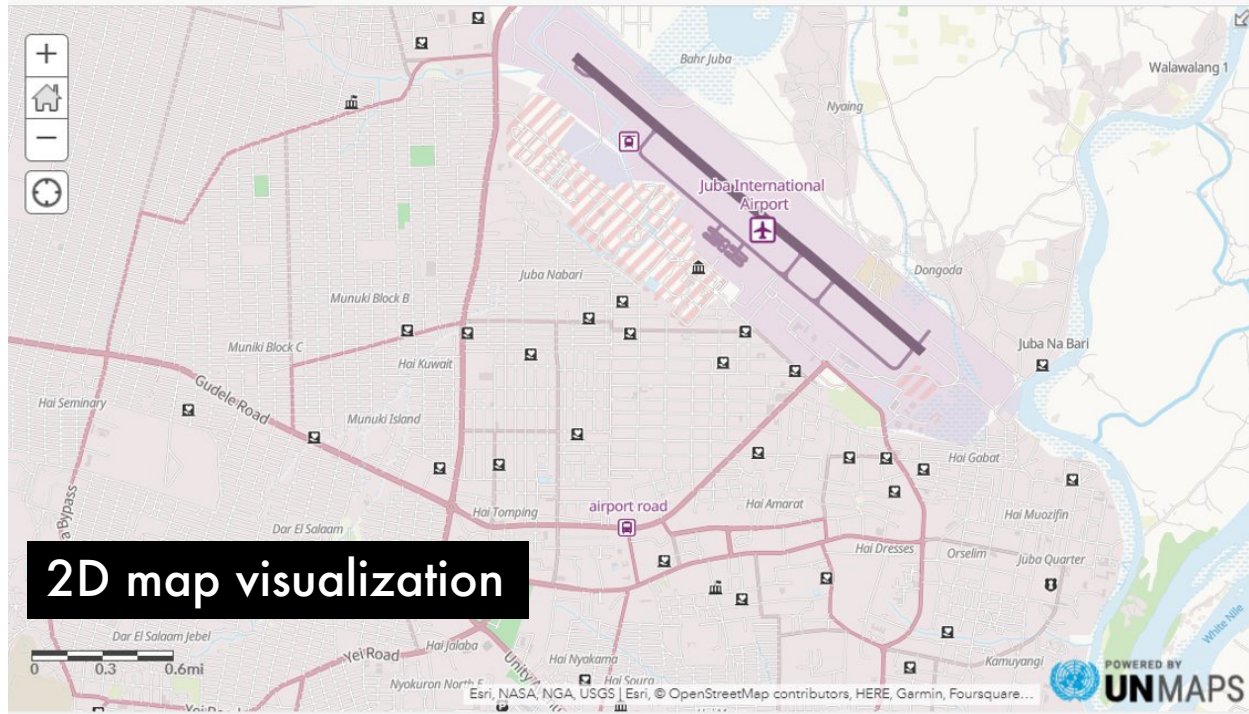 +
−
Bahr Juba
Walawalang 1
Nyaing
Juba International
Airport
Dongoda
Juba Nabari
Munuki Block B
Muniki Block C
Hai Kuwait
Juba Na Bari
Gudele Road
Hai Seminary
Munuki Island
Hai Gabat
a Bypass
airport road
Hai Amarat
Hai Tomping
Hai Muozifin
Dar El Salaam
Hai Dresses
Orselim
Juba Quarter
2D map visualization
White Nile
Dar El Salaam Jebel
Hai Jalaba
Yei Road
Hai Nyakama
Kamuyangi
0 0.3 0.6mi
Unity A
Nyokuron North E
Hai Soura
Esri, NASA, NGA, USGS | Esri, © OpenStreetMap contributors, HERE, Garmin, Foursquare...
POWERED BY
UNMAPS
Yei Road